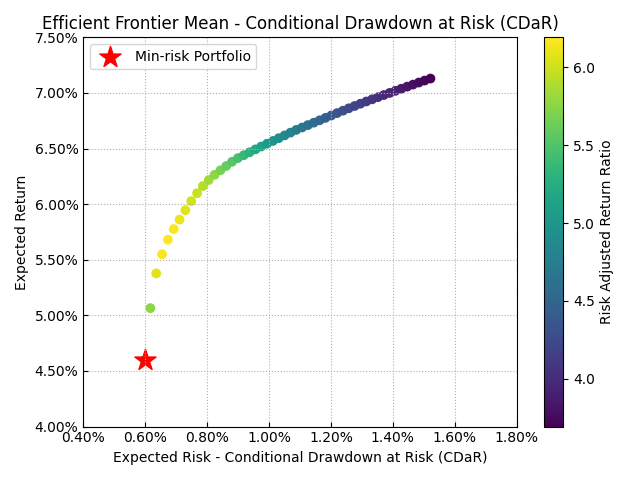 Efficient Frontier Mean - Conditional Drawdown at Risk (CDaR)
Min-risk Portfolio
7.50%
7.00%
6.50%
6.00%
5.50%
5.00%
4.50%
4.00%
Expected Return
0.40% 0.60% 0.80% 1.00% 1.20% 1.40% 1.60% 1.80%
Expected Risk - Conditional Drawdown at Risk (CDaR)
6.0
5.5
5.0
4.5
4.0
Risk Adjusted Return Ratio